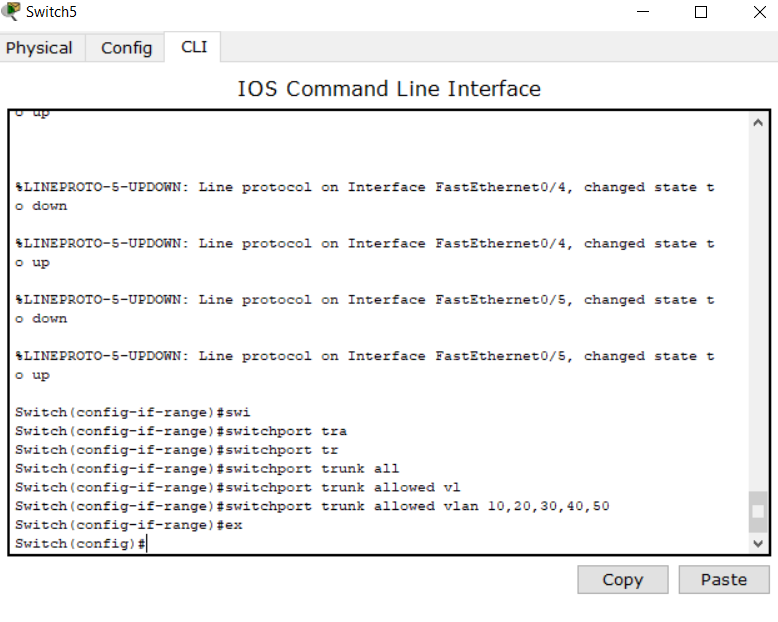 Switch5
Physical Config CLI
IOS Command Line Interface
o up
%LINEPROTO-5-UPDOWN: Line protocol on Interface FastEthernet0/4, changed state t
o down
%LINEPROTO-5-UPDOWN: Line protocol on Interface FastEthernet0/4, changed state t
o up
%LINEPROTO-5-UPDOWN: Line protocol on Interface FastEthernet0/5, changed state t
o down
%LINEPROTO-5-UPDOWN: Line protocol on Interface FastEthernet0/5, changed state t
o up
Switch(config-if-range)#swi
Switch(config-if-range)#switchport tra
Switch(config-if-range)#switchport tr
Switch(config-if-range)#switchport trunk all
Switch(config-if-range)#switchport trunk allowed vl
Switch(config-if-range)#switchport trunk allowed vlan 10,20,30,40,50
Switch(config-if-range)#ex
Switch(config)#
Copy Paste